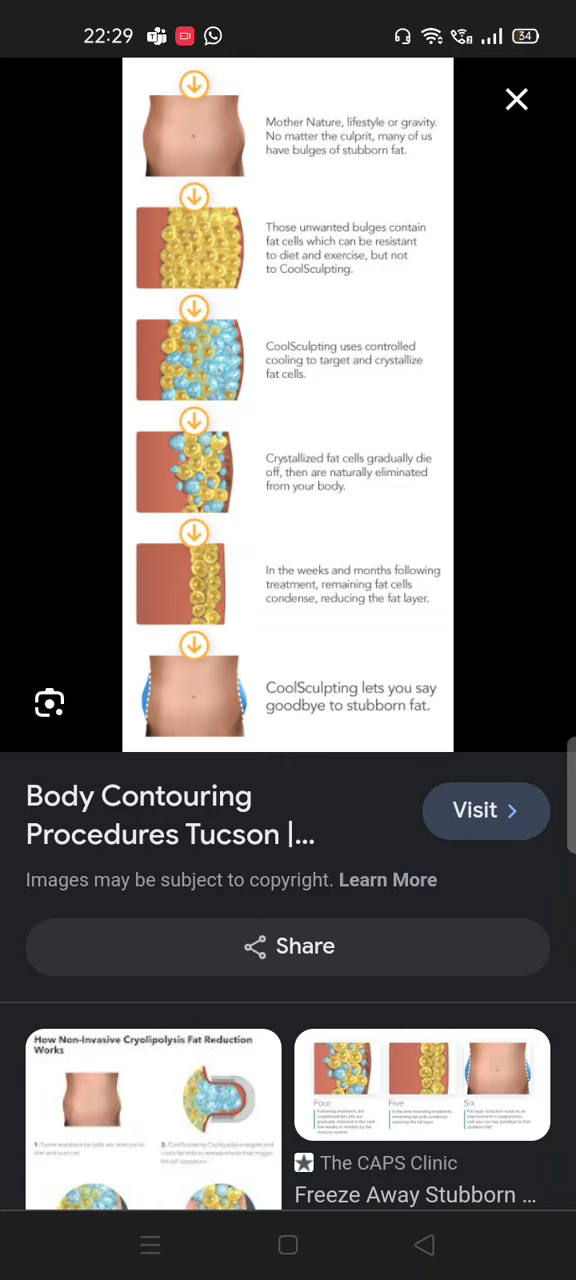 22:29
34
Mother Nature, lifestyle or gravity.
No matter the culprit, many of us
have bulges of stubborn fat.
Those unwanted bulges contain
fat cells which can be resistant
to diet and exercise, but not
to CoolSculpting.
CoolSculpting uses controlled
cooling to target and crystallize
fat cells.
Crystallized fat cells gradually die
off, then are naturally eliminated
from your body.
In the weeks and months following
treatment, remaining fat cells
condense, reducing the fat layer.
CoolSculpting lets you say
goodbye to stubborn fat.
Body Contouring
Procedures Tucson |...
Visit
Images may be subject to copyright. Learn More
Share
How Non-Invasive Cryolipolysis Fat Reduction
Works
1.
2.
Four
Five
Six
The CAPS Clinic
Freeze Away Stubborn ...